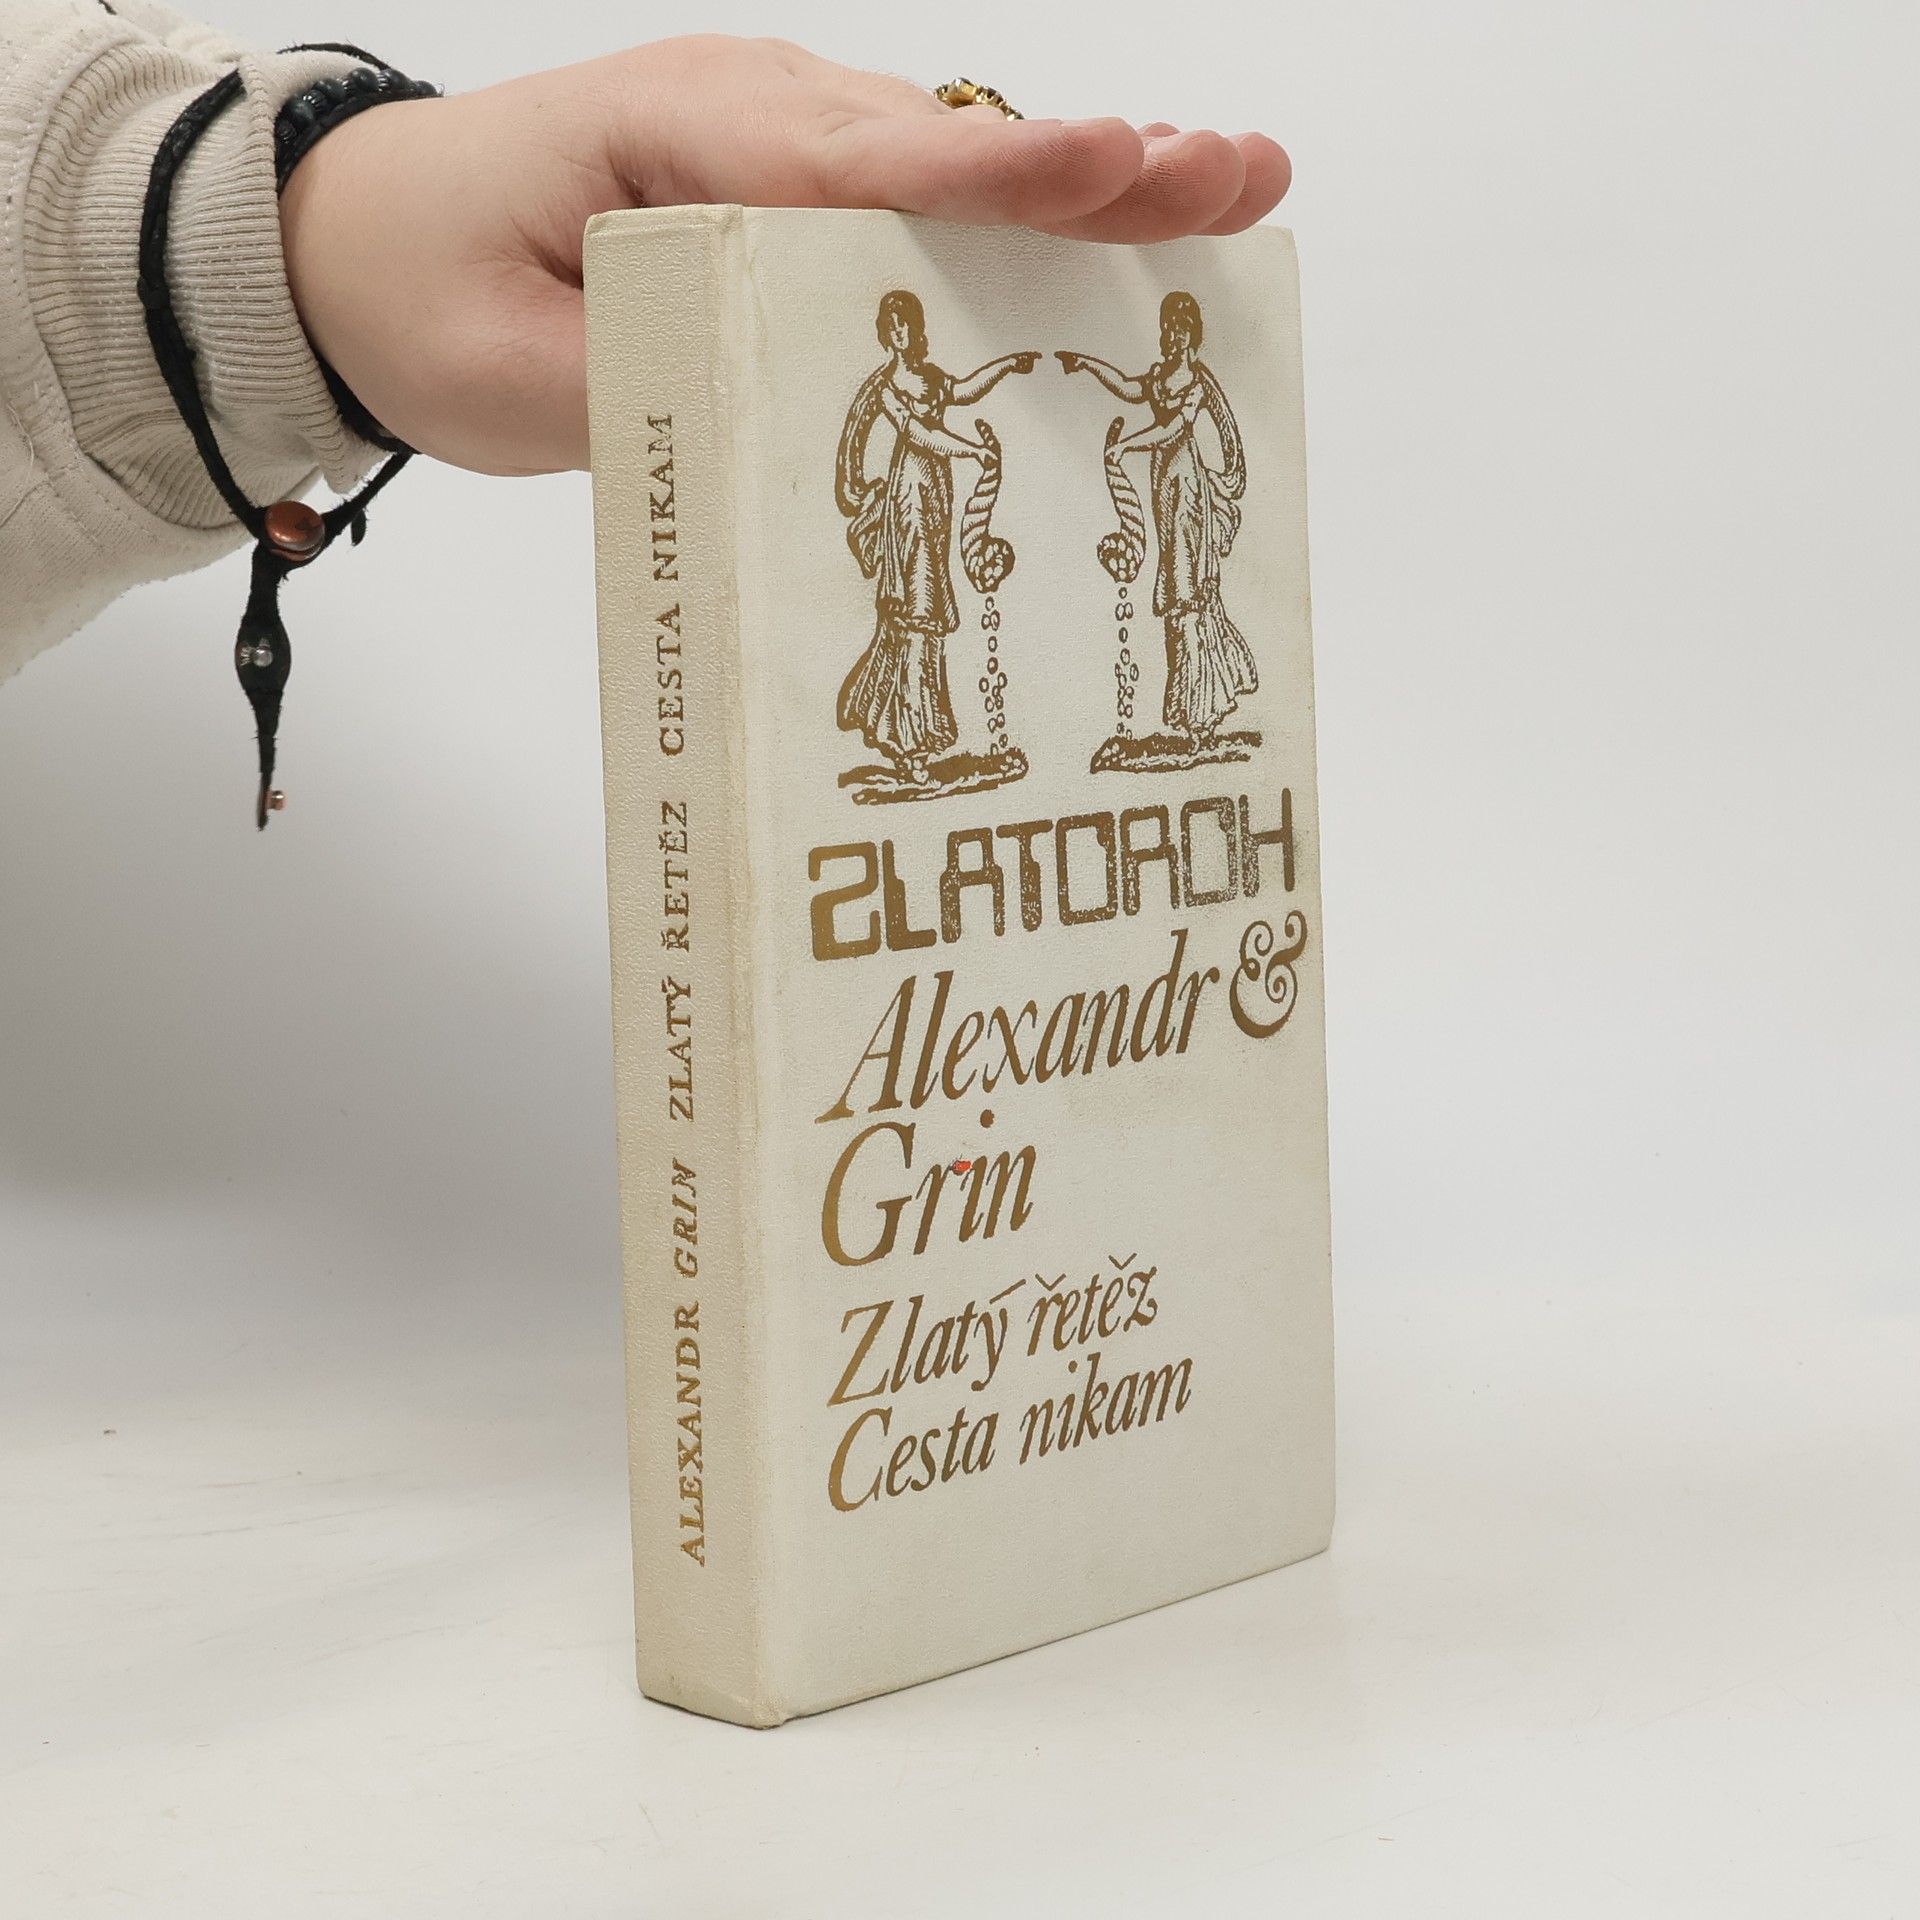 ALEXANDR GRIN ZLATÝ ŘETĚZ CESTA NIKAM
ZLATOROH
Alexandr &
Grin
Zlatý řetěz
Cesta nikam